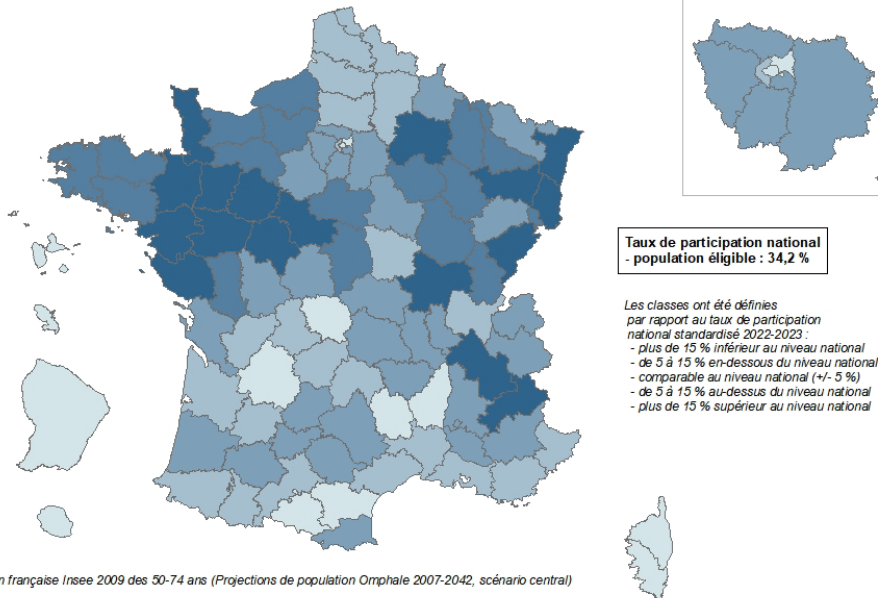 Taux de participation national
- population éligible : 34,2 %
Les classes ont été définies
par rapport au taux de participation
national standardisé 2022-2023 :
- plus de 15 % inférieur au niveau national
- de 5 à 15 % en-dessous du niveau national
- comparable au niveau national (+/- 5 %)
- de 5 à 15 % au-dessus du niveau national
- plus de 15 % supérieur au niveau national
n française Insee 2009 des 50-74 ans (Projections de population Omphale 2007-2042, scénario central)